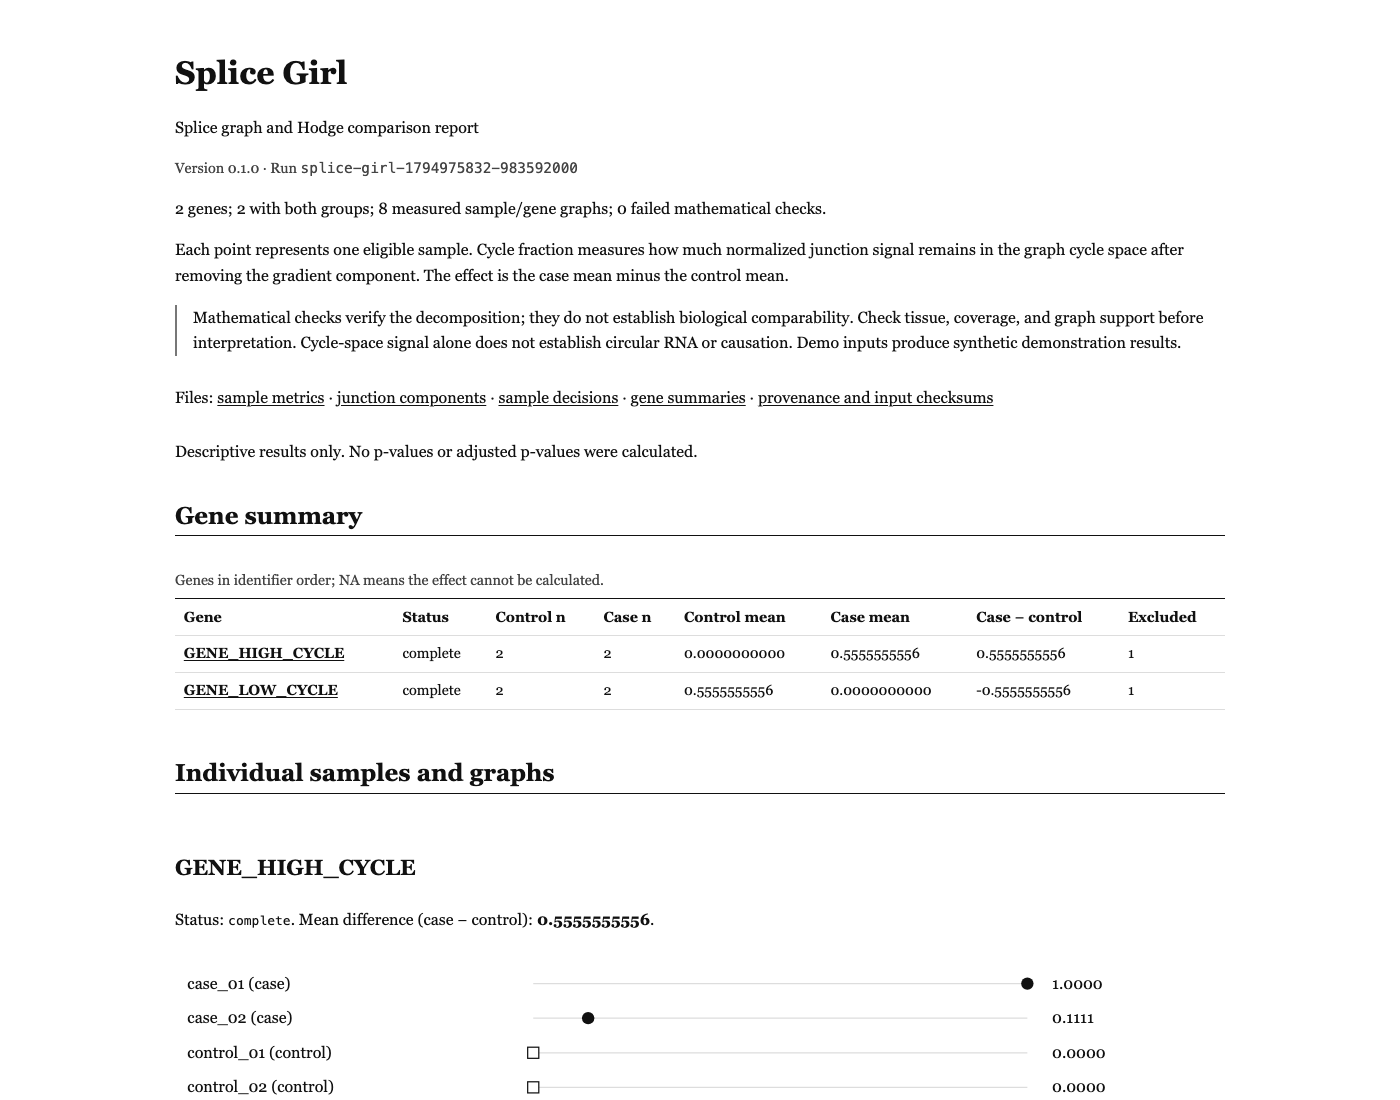 Splice Girl
Splice graph and Hodge comparison report
Version 0.1.0 · Run splice-girl-1794975832-983592000
2 genes; 2 with both groups; 8 measured sample/gene graphs; 0 failed mathematical checks.
Each point represents one eligible sample. Cycle fraction measures how much normalized junction signal remains in the graph cycle space after
removing the gradient component. The effect is the case mean minus the control mean.
Mathematical checks verify the decomposition; they do not establish biological comparability. Check tissue, coverage, and graph support before
interpretation. Cycle-space signal alone does not establish circular RNA or causation. Demo inputs produce synthetic demonstration results.
Files: sample metrics · junction components · sample decisions · gene summaries · provenance and input checksums
Descriptive results only. No p-values or adjusted p-values were calculated.
Gene summary
Genes in identifier order; NA means the effect cannot be calculated.
Gene Status Control n Case n Control mean Case mean Case – control Excluded
GENE_HIGH_CYCLE complete 2 2 0.0000000000 0.5555555556 0.5555555556 1
GENE_LOW_CYCLE complete 2 2 0.5555555556 0.0000000000 -0.5555555556 1
Individual samples and graphs
GENE_HIGH_CYCLE
Status: complete. Mean difference (case – control): 0.5555555556.
case_01 (case) 1.0000
case_02 (case) 0.1111
control_01 (control) 0.0000
control_02 (control) 0.0000